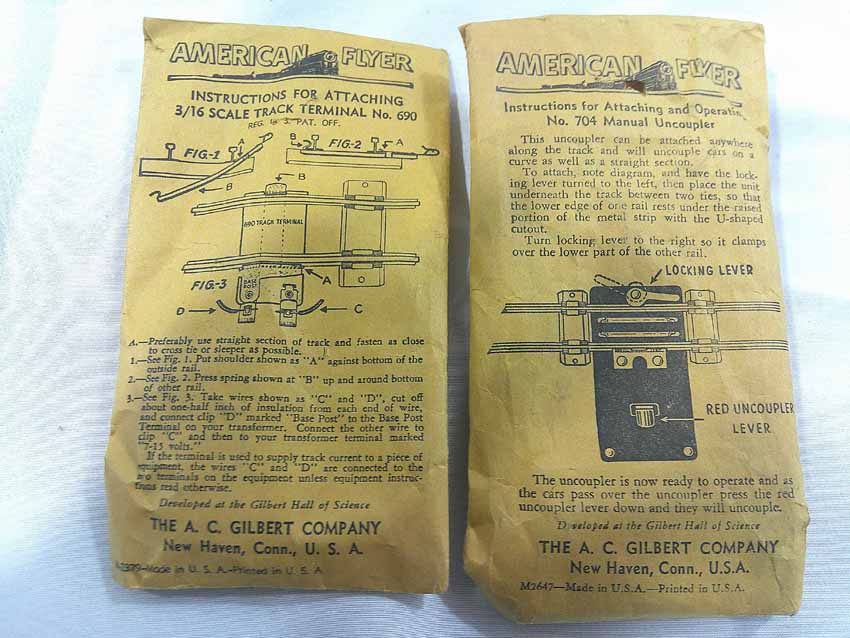 AMERICAN FLYER
INSTRUCTIONS FOR ATTACHING
3/16 SCALE TRACK TERMINAL No. 690
REG. U. S. PAT. OFF.
A
B
FIG-1
FIG-2
A
B
B
690 TRACK TERMINAL
A
FIG-3
BASE POST
D
C
A.—Preferably use straight section of track and fasten as close
to cross tie or sleeper as possible.
1.—See Fig. 1. Put shoulder shown as "A" against bottom of the
outside rail.
2.—See Fig. 2. Press spring shown at "B" up and around bottom
of other rail.
3.—See Fig. 3. Take wires shown as "C" and "D", cut off
about one-half inch of insulation from each end of wire,
and connect clip "D" marked "Base Post" to the Base Post
Terminal on your transformer. Connect the other wire to
clip "C" and then to your transformer terminal marked
"7-15 volts."
If the terminal is used to supply track current to a piece of
equipment, the wires "C" and "D" are connected to the
two terminals on the equipment unless equipment instruc-
tions read otherwise.
Developed at the Gilbert Hall of Science
THE A. C. GILBERT COMPANY
New Haven, Conn., U. S. A.
—Made in U. S. A.—Printed in U. S. A.
AMERICAN FLYER
Instructions for Attaching and Operatin
No. 704 Manual Uncoupler
This uncoupler can be attached anywhere
along the track and will uncouple cars on a
curve as well as a straight section.
To attach, note diagram, and have the lock-
ing lever turned to the left, then place the unit
underneath the track between two ties, so that
the lower edge of one rail rests under the raised
portion of the metal strip with the U-shaped
cutout.
Turn locking lever to the right so it clamps
over the lower part of the other rail.
LOCKING LEVER
RED UNCOUPLER
LEVER
The uncoupler is now ready to operate and as
the cars pass over the uncoupler press the red
uncoupler lever down and they will uncouple.
Developed at the Gilbert Hall of Science
THE A. C. GILBERT COMPANY
New Haven, Conn., U.S.A.
M2647—Made in U.S.A.—Printed in U.S.A.